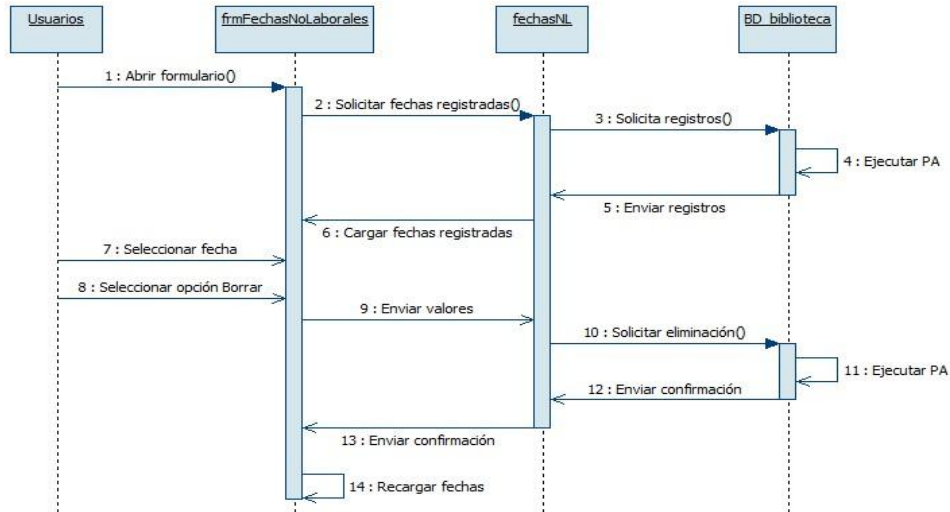 Usuarios
frmFechasNoLaborales
fechasNL
BD_biblioteca
1 : Abrir formulario()
2 : Solicitar fechas registradas()
3 : Solicita registros()
4 : Ejecutar PA
5 : Enviar registros
6 : Cargar fechas registradas
7 : Seleccionar fecha
8 : Seleccionar opción Borrar
9 : Enviar valores
10 : Solicitar eliminación()
11 : Ejecutar PA
12 : Enviar confirmación
13 : Enviar confirmación
14 : Recargar fechas